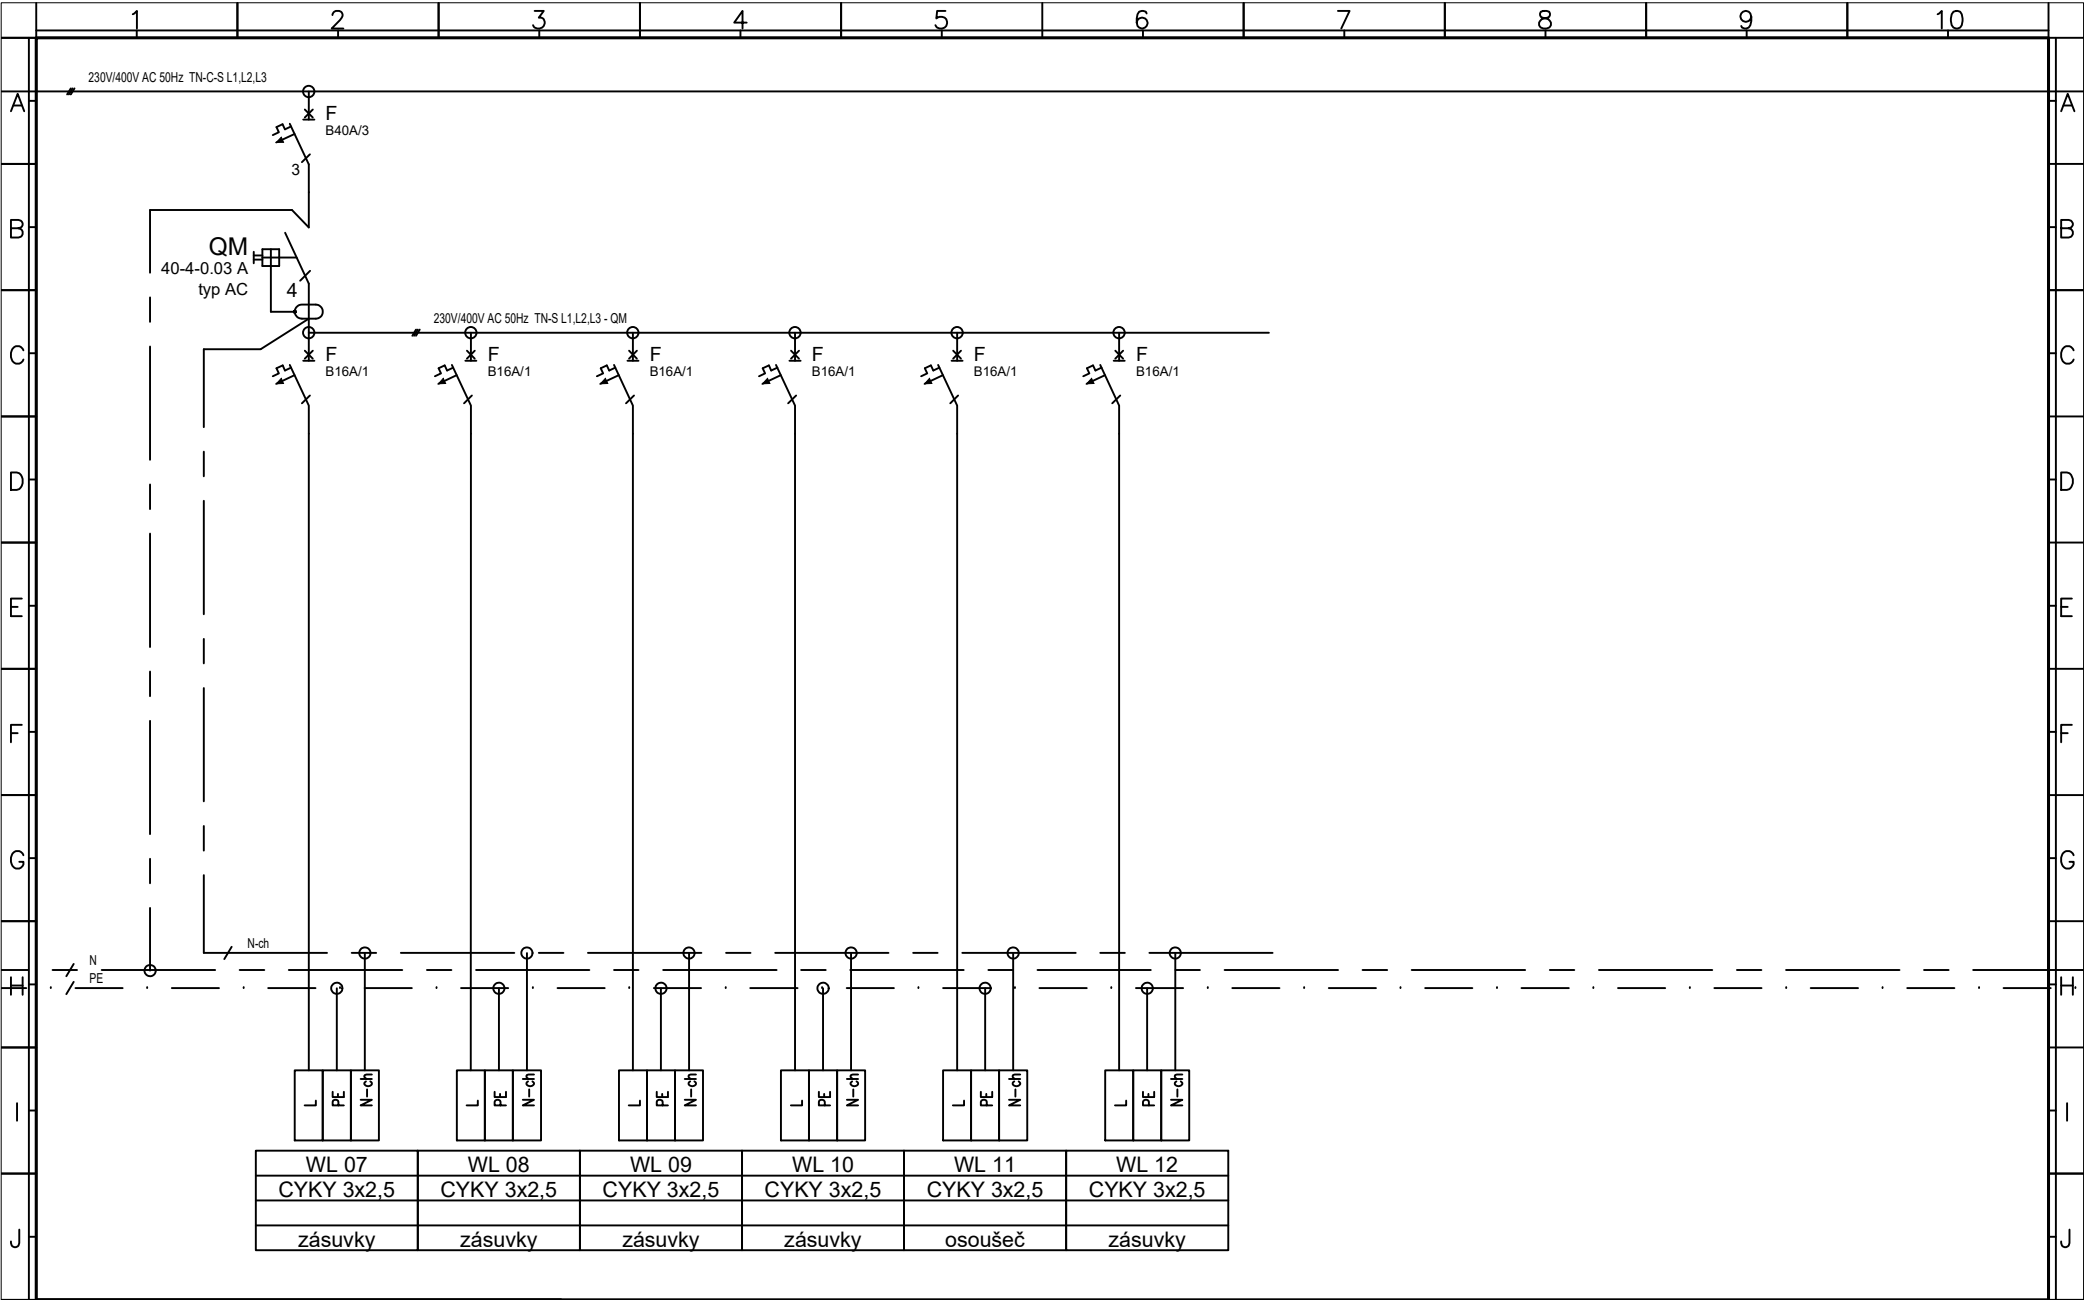 1 2 3 4 5 6 7 8 9 10
230V/400V AC 50Hz TN-C-S L1,L2,L3
A A
F
B40A/3
3
B B
QM
40-4-0.03 A
typ AC
4
230V/400V AC 50Hz TN-S L1,L2,L3 - QM
C C
F F F F F F
B16A/1 B16A/1 B16A/1 B16A/1 B16A/1 B16A/1
D D
E E
F F
G G
N-ch
N
PE
H H
L PE N-ch L PE N-ch L PE N-ch L PE N-ch L PE N-ch L PE N-ch
I I
WL 07 WL 08 WL 09 WL 10 WL 11 WL 12
CYKY 3x2,5 CYKY 3x2,5 CYKY 3x2,5 CYKY 3x2,5 CYKY 3x2,5 CYKY 3x2,5
J J
zásuvky zásuvky zásuvky zásuvky osoušeč zásuvky